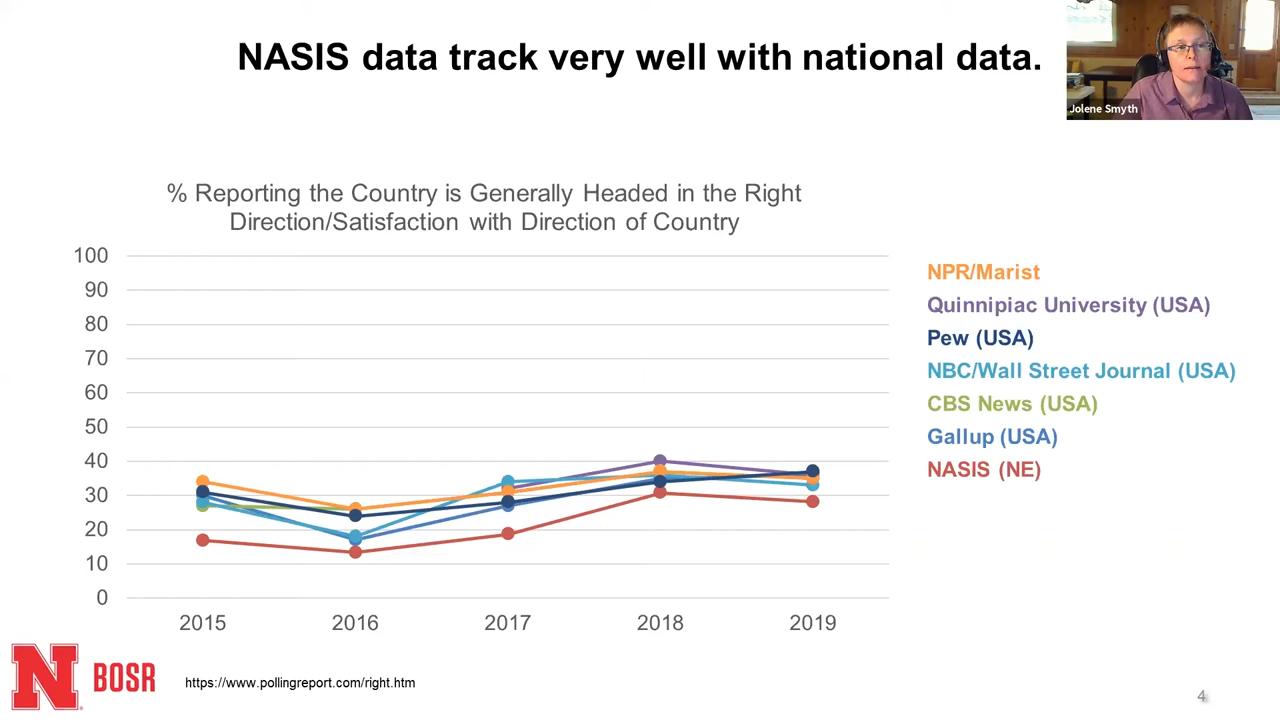 NASIS data track very well with national data.
Jolene Smyth
% Reporting the Country is Generally Headed in the Right
Direction/Satisfaction with Direction of Country
100
90
80
70
60
50
40
30
20
10
0
2015 2016 2017 2018 2019
NPR/Marist
Quinnipiac University (USA)
Pew (USA)
NBC/Wall Street Journal (USA)
CBS News (USA)
Gallup (USA)
NASIS (NE)
N BOSR
https://www.pollingreport.com/right.htm
4